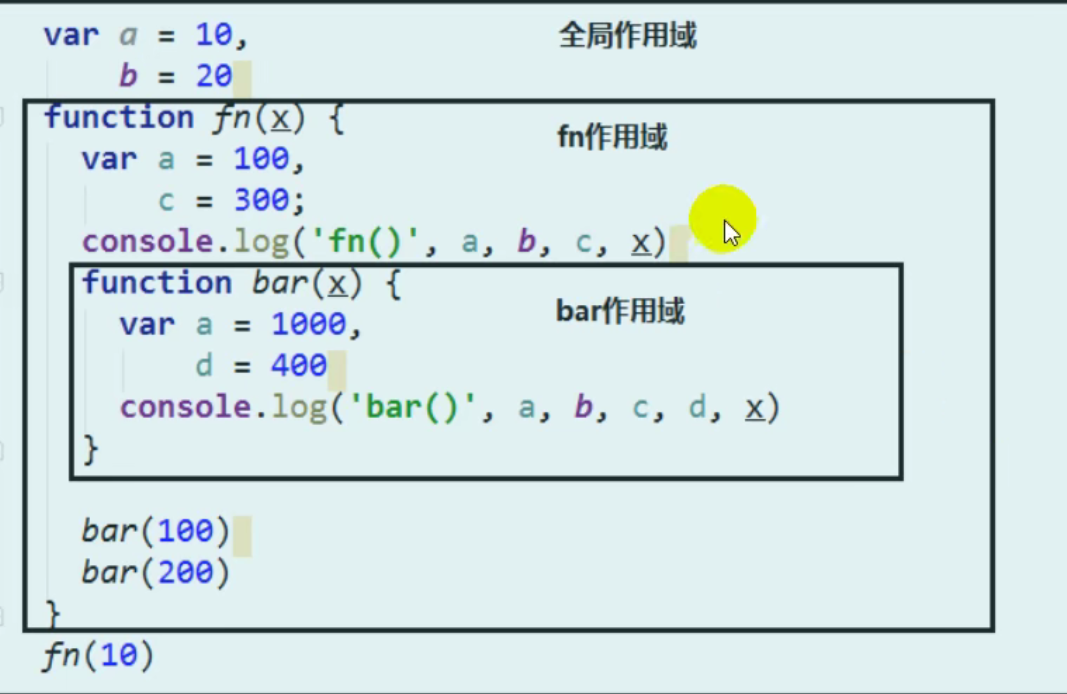 var a = 10, 全局作用域
b = 20
function fn(x) {
fn作用域
var a = 100,
c = 300;
console.log('fn()', a, b, c, x)
function bar(x) {
bar作用域
var a = 1000,
d = 400
console.log('bar()', a, b, c, d, x)
}
bar(100)
bar(200)
}
fn(10)